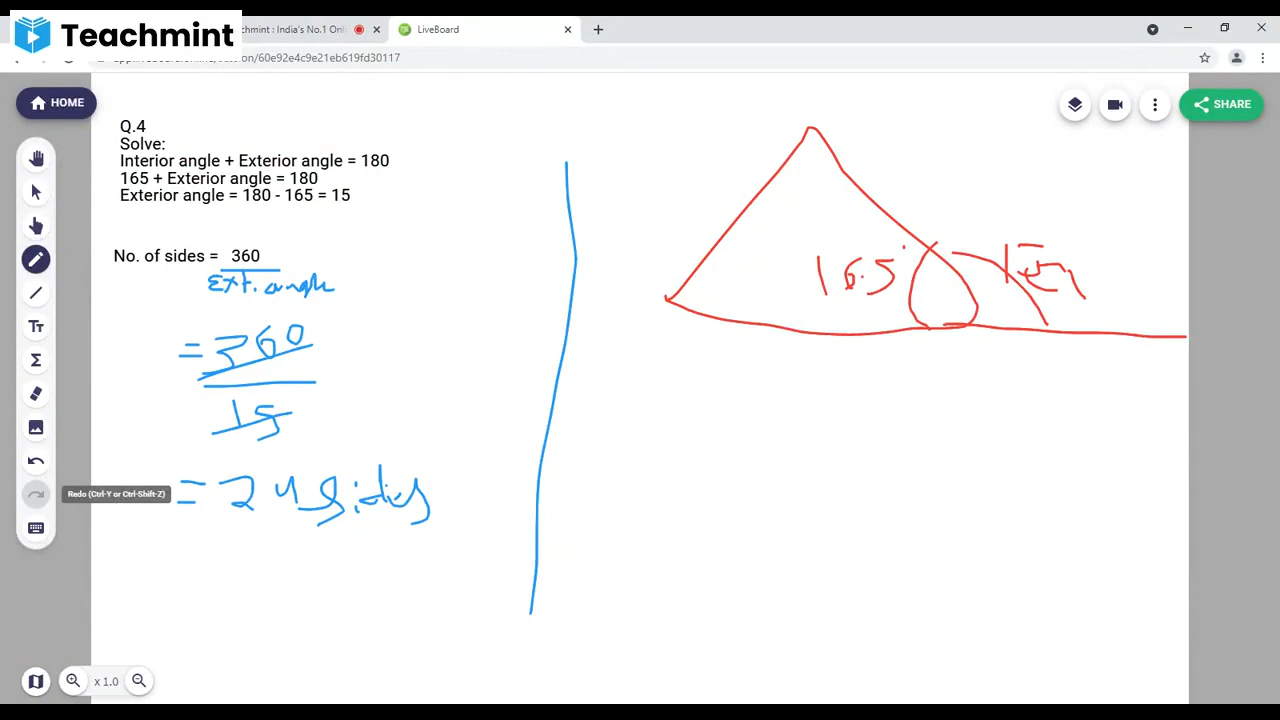 Teachmint
chmint : India's No.1 Onl
LiveBoard
/60e92e4c9e21eb619fd30117
HOME
SHARE
Q.4
Solve:
Interior angle + Exterior angle = 180
165 + Exterior angle = 180
Exterior angle = 180 - 165 = 15
No. of sides = 360
Ext. angle
= 360
15
= 24 sides
165°
Redo (Ctrl-Y or Ctrl-Shift-Z)
x 1.0